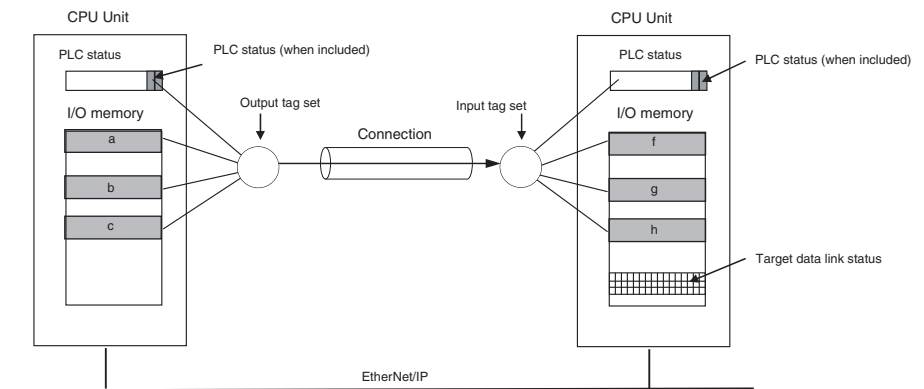 CPU Unit
PLC status
PLC status (when included)
I/O memory
a
b
c
Output tag set
Connection
Input tag set
CPU Unit
PLC status
PLC status (when included)
I/O memory
f
g
h
Target data link status
EtherNet/IP